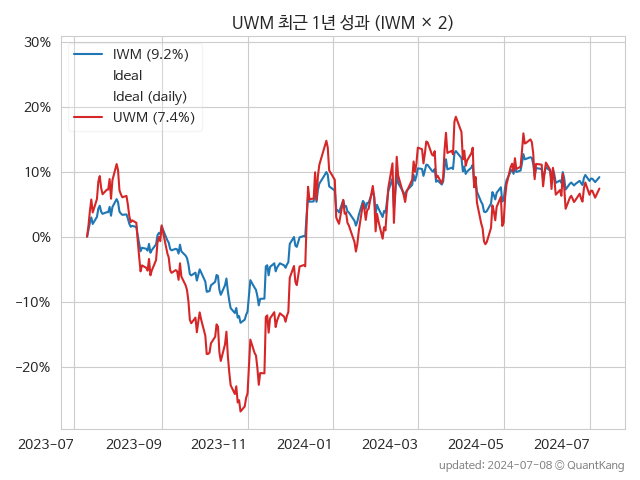 UWM 최근 1년 성과 (IWM × 2)
30%
20%
10%
0%
−10%
−20%
IWM (9.2%)
Ideal
Ideal (daily)
UWM (7.4%)
2023-07
2023-09
2023-11
2024-01
2024-03
2024-05
2024-07
updated: 2024-07-08 © QuantKang